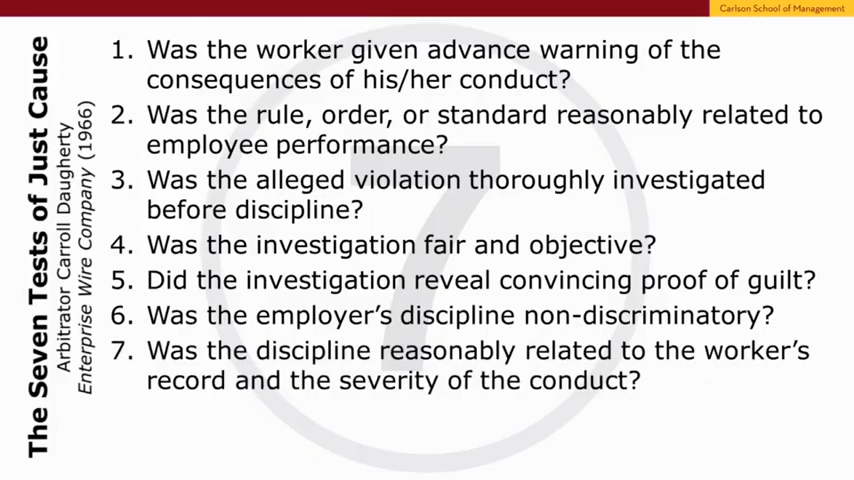 Carlson School of Management
The Seven Tests of Just Cause
Arbitrator Carroll Daugherty
Enterprise Wire Company (1966)
1. Was the worker given advance warning of the
consequences of his/her conduct?
2. Was the rule, order, or standard reasonably related to
employee performance?
3. Was the alleged violation thoroughly investigated
before discipline?
4. Was the investigation fair and objective?
5. Did the investigation reveal convincing proof of guilt?
6. Was the employer’s discipline non-discriminatory?
7. Was the discipline reasonably related to the worker’s
record and the severity of the conduct?
7